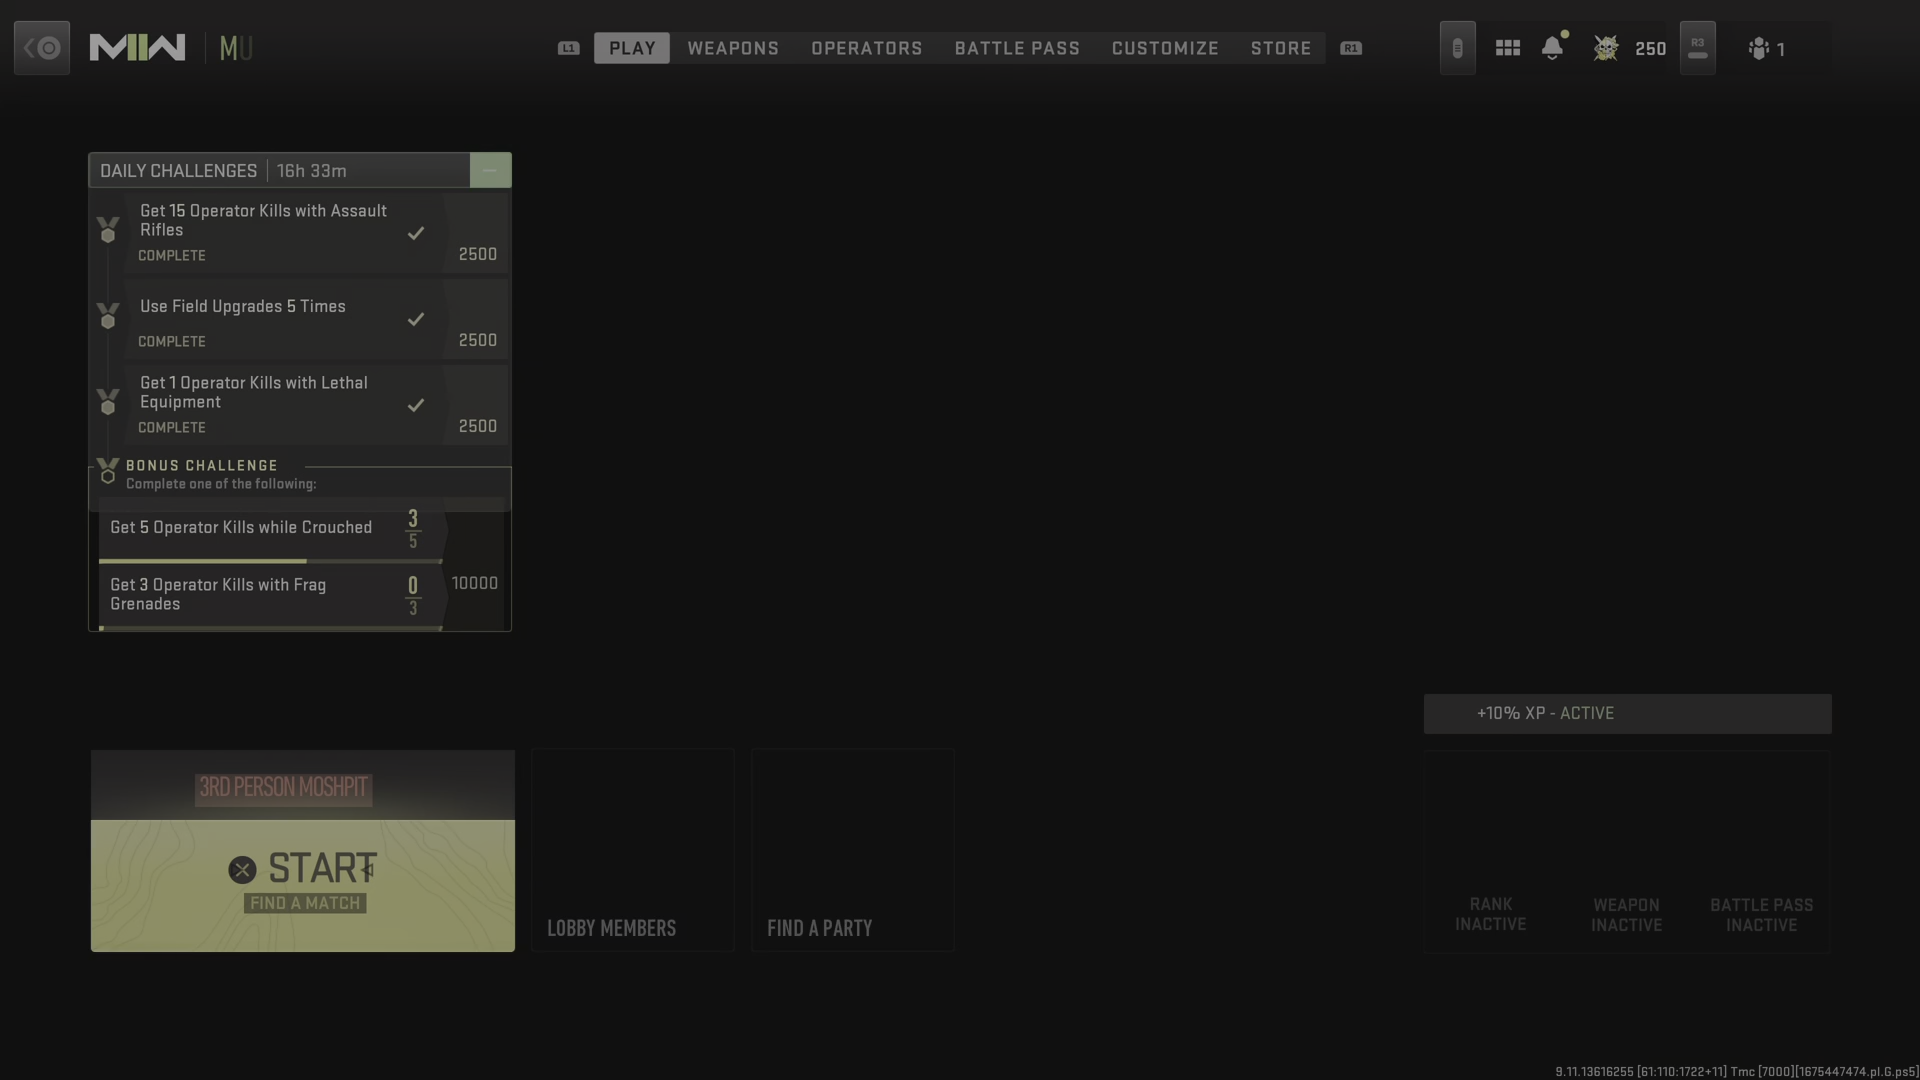 MIIW MU
L1 PLAY WEAPONS OPERATORS BATTLE PASS CUSTOMIZE STORE R1
250 R3 1
DAILY CHALLENGES 16h 33m
Get 15 Operator Kills with Assault
Rifles
COMPLETE 2500
Use Field Upgrades 5 Times
COMPLETE 2500
Get 1 Operator Kills with Lethal
Equipment
COMPLETE 2500
BONUS CHALLENGE
Complete one of the following:
Get 5 Operator Kills while Crouched 3
5
Get 3 Operator Kills with Frag
Grenades
0
3
10000
+10% XP - ACTIVE
3RD PERSON MOSHPIT
START
FIND A MATCH
LOBBY MEMBERS
FIND A PARTY
RANK
INACTIVE
WEAPON
INACTIVE
BATTLE PASS
INACTIVE
9.11.13616255 [61:110:1722+11] Tmc [7000][1675447474.pl.G.ps5]